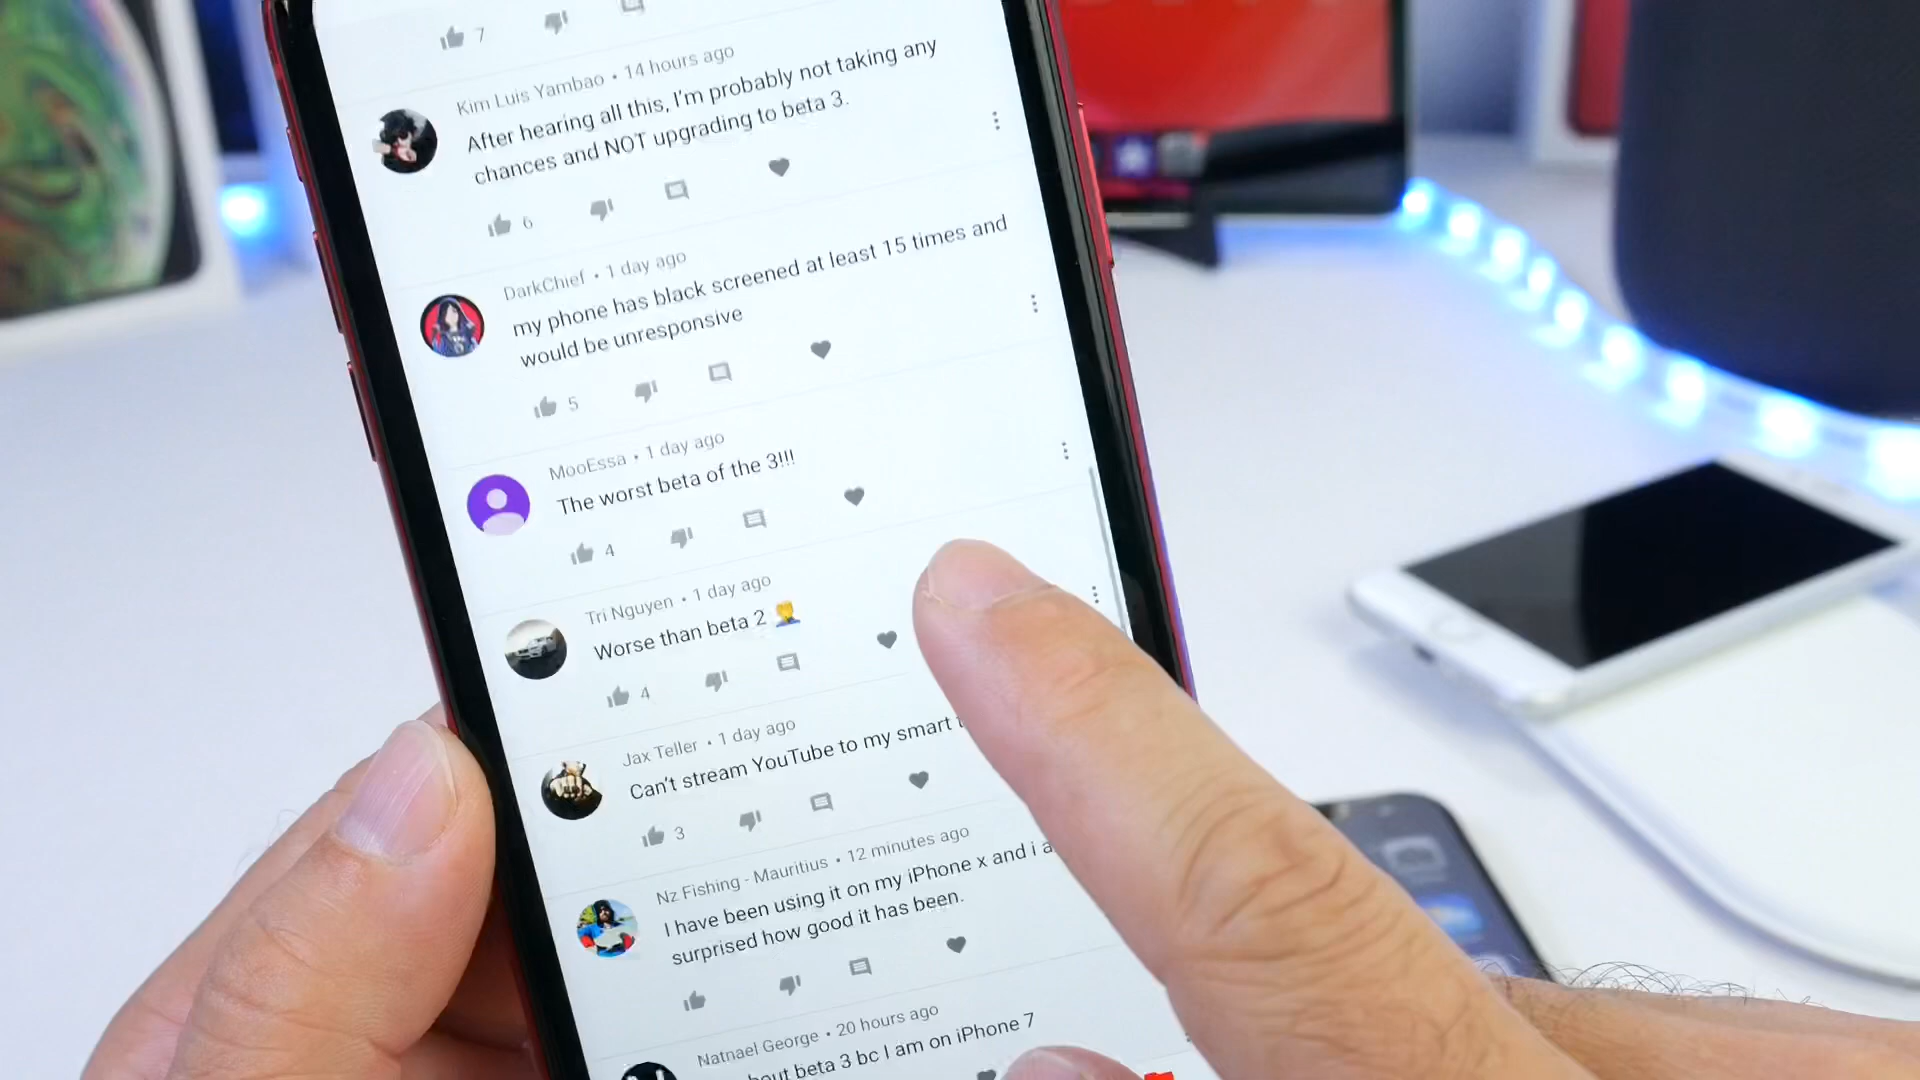 7
Kim Luis Yambao • 14 hours ago
After hearing all this, I'm probably not taking any
chances and NOT upgrading to beta 3.
6
DarkChief • 1 day ago
my phone has black screened at least 15 times and
would be unresponsive
5
MooEssa • 1 day ago
The worst beta of the 3!!!
4
Tri Nguyen • 1 day ago
Worse than beta 2 🤦‍♂️
4
Jax Teller • 1 day ago
Can't stream YouTube to my smart
3
Nz Fishing - Mauritius • 12 minutes ago
I have been using it on my iPhone x and i
surprised how good it has been.
Natnael George • 20 hours ago
beta 3 bc I am on iPhone 7